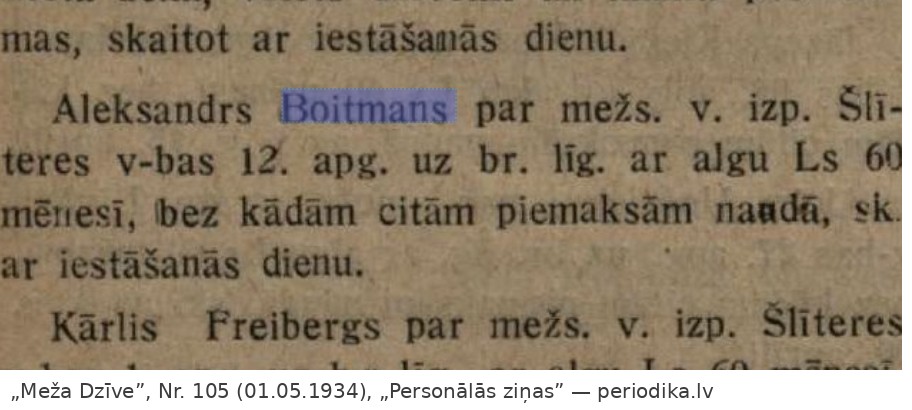 mas, skaitot ar iestāšanās dienu.
Aleksandrs Boitmans par mežs. v. izp. Šlī-
teres v-bas 12. apg. uz br. līg. ar algu Ls 60
mēnesī, bez kādām citām piemaksām naudā, sk.
ar iestāšanās dienu.
Kārlis Freibergs par mežs. v. izp. Šlīteres
„Meža Dzīve”, Nr. 105 (01.05.1934), „Personālās ziņas” — periodika.lv